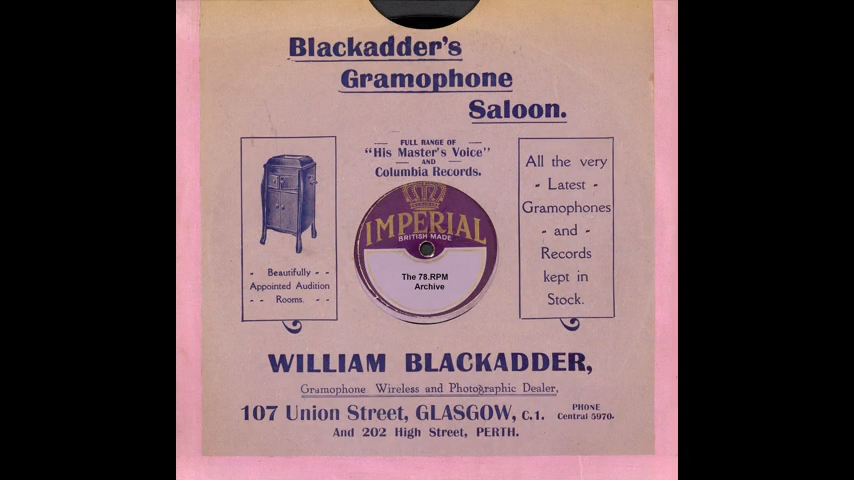 Blackadder's
Gramophone
Saloon.
FULL RANGE OF
"His Master's Voice"
AND
Columbia Records.
- Beautifully - -
Appointed Audition
- - Rooms. - -
All the very
- Latest -
Gramophones
- and -
Records
kept in
Stock.
IMPERIAL
BRITISH MADE
The 78.RPM
Archive
WILLIAM BLACKADDER,
Gramophone Wireless and Photographic Dealer,
107 Union Street, GLASGOW, C.1.
PHONE
Central 5970.
And 202 High Street, PERTH.